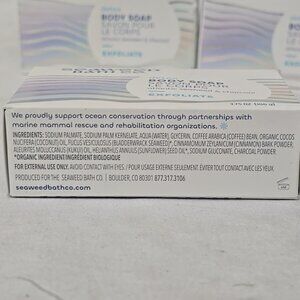 BODY SOAP
SAVON POUR
LE CORPS
EXFOLIATE
BODY SOAP
EXFOLIATE
We proudly support ocean conservation through partnerships with
marine mammal rescue and rehabilitation organizations.
INGREDIENTS: SODIUM PALMATE, SODIUM PALM KERNELATE, AQUA (WATER), GLYCERIN, COFFEA ARABICA (COFFEE) BEAN, ORGANIC COCOS
NUCIFERA (COCONUT) OIL, FUCUS VESICULOSUS (BLADDERWRACK SEAWEED)*, CINNAMOMUM ZEYLANICUM (CINNAMON) BARK POWDER,
ALEURITES MOLUCCANUS (KUKUI) OIL, HELIANTHUS ANNUUS (SUNFLOWER) SEED OIL*, SODIUM GLUCONATE, CHARCOAL POWDER
*ORGANIC INGREDIENT/INGRÉDIENT BIOLOGIQUE
FOR EXTERNAL USE ONLY. AVOID CONTACT WITH EYES./POUR USAGE EXTERNE SEULEMENT. ÉVITER TOUT CONTACT AVEC LES YEUX.
PRODUCED FOR THE SEAWEED BATH CO. | BOULDER, CO 80301 877.317.3106
seaweedbathco.com